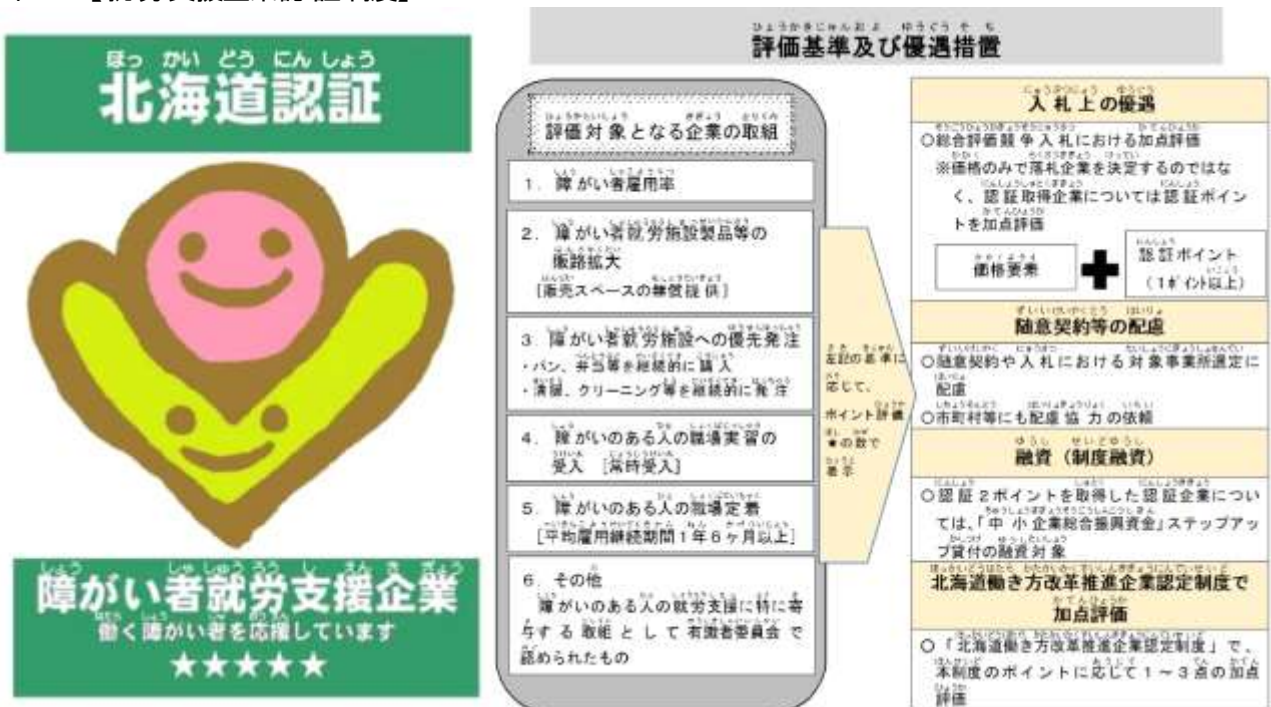 北海道認証
障がい者就労支援企業
働く障がい者を応援しています
★★★★★
評価基準及び優遇措置
評価対象となる企業の取組
1. 障がい者雇用率
2. 障がい者就労施設製品等の
販路拡大
[販売スペースの無償提供]
3 障がい者就労施設への優先発注
・パン、弁当等を継続的に購入
・清掃、クリーニング等を継続的に発注
4. 障がいのある人の職場実習の
受入 [常時受入]
5. 障がいのある人の職場定着
[平均雇用継続期間1年6ヶ月以上]
6. その他
障がいのある人の就労支援に特に寄
与する取組として有識者委員会で
認められたもの
左記の基準に
応じて、
ポイント評価
★の数で
表示
入札上の優遇
○総合評価競争入札における加点評価
※価格のみで落札企業を決定するのではな
く、認証取得企業については認証ポイン
トを加点評価
価格要素
認証ポイント
(1ポイント以上)
随意契約等の配慮
○随意契約や入札における対象事業所選定に
配慮
○市町村等にも配慮協力の依頼
融資（制度融資）
○認証2ポイントを取得した認証企業につい
ては、「中小企業総合振興資金」ステップアッ
プ貸付の融資対象
北海道働き方改革推進企業認定制度で
加点評価
○「北海道働き方改革推進企業認定制度」で、
本制度のポイントに応じて1～3点の加点
評価